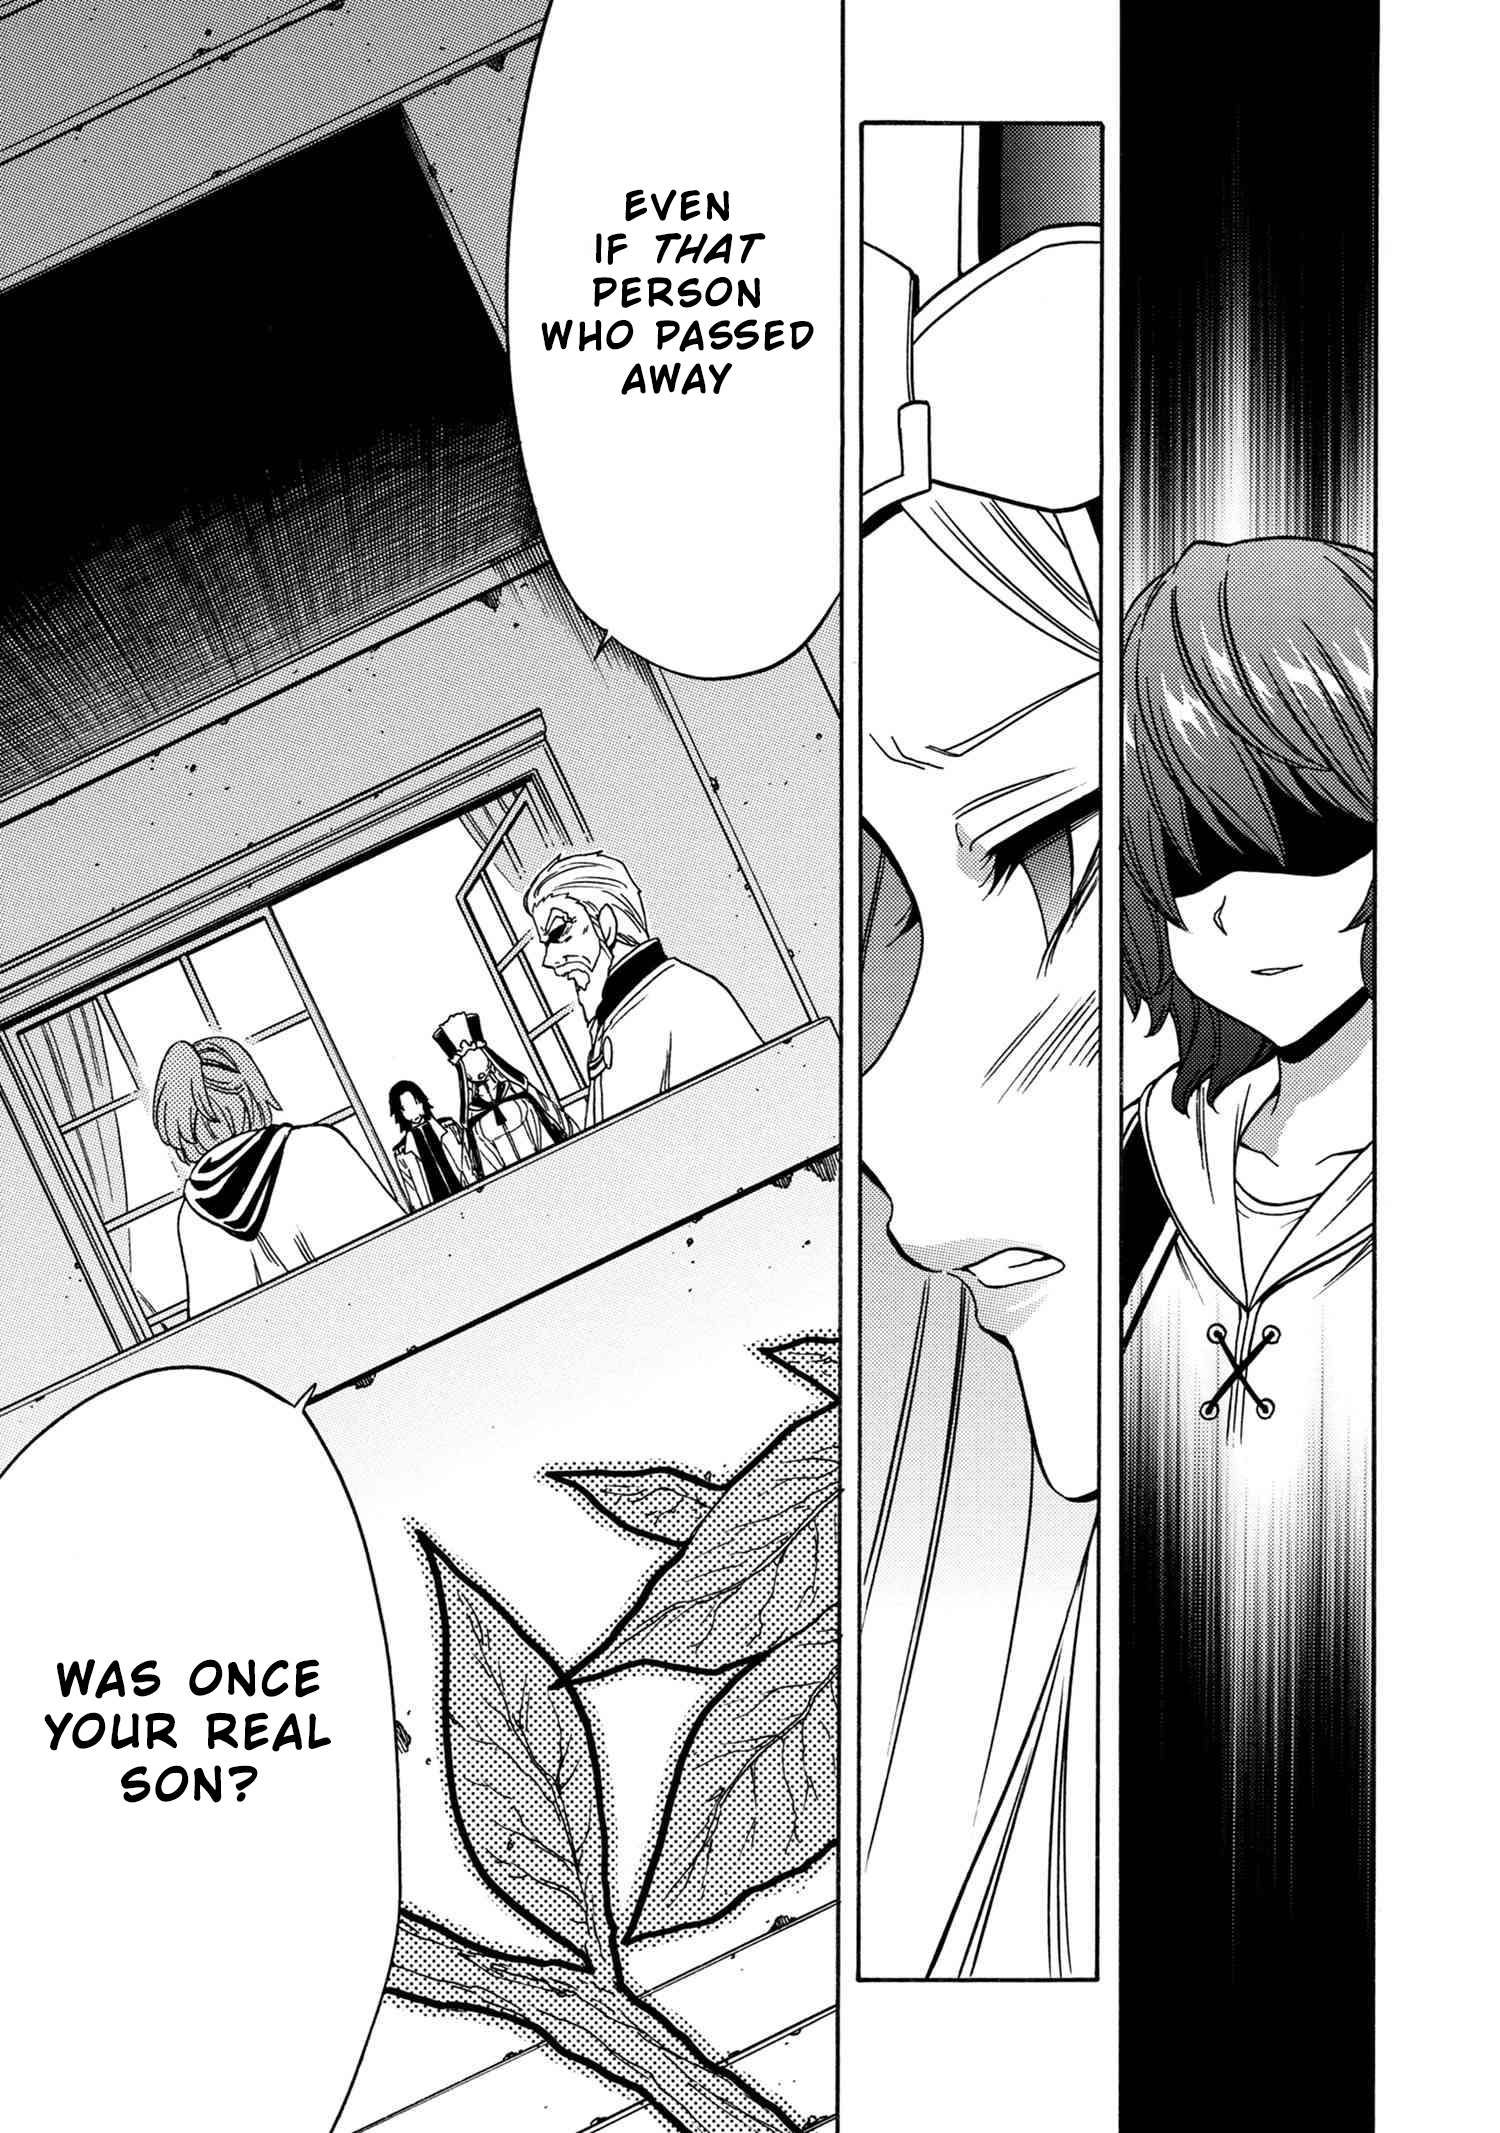 EVEN
IF THAT
PERSON
WHO PASSED
AWAY
WAS ONCE
YOUR REAL
SON?